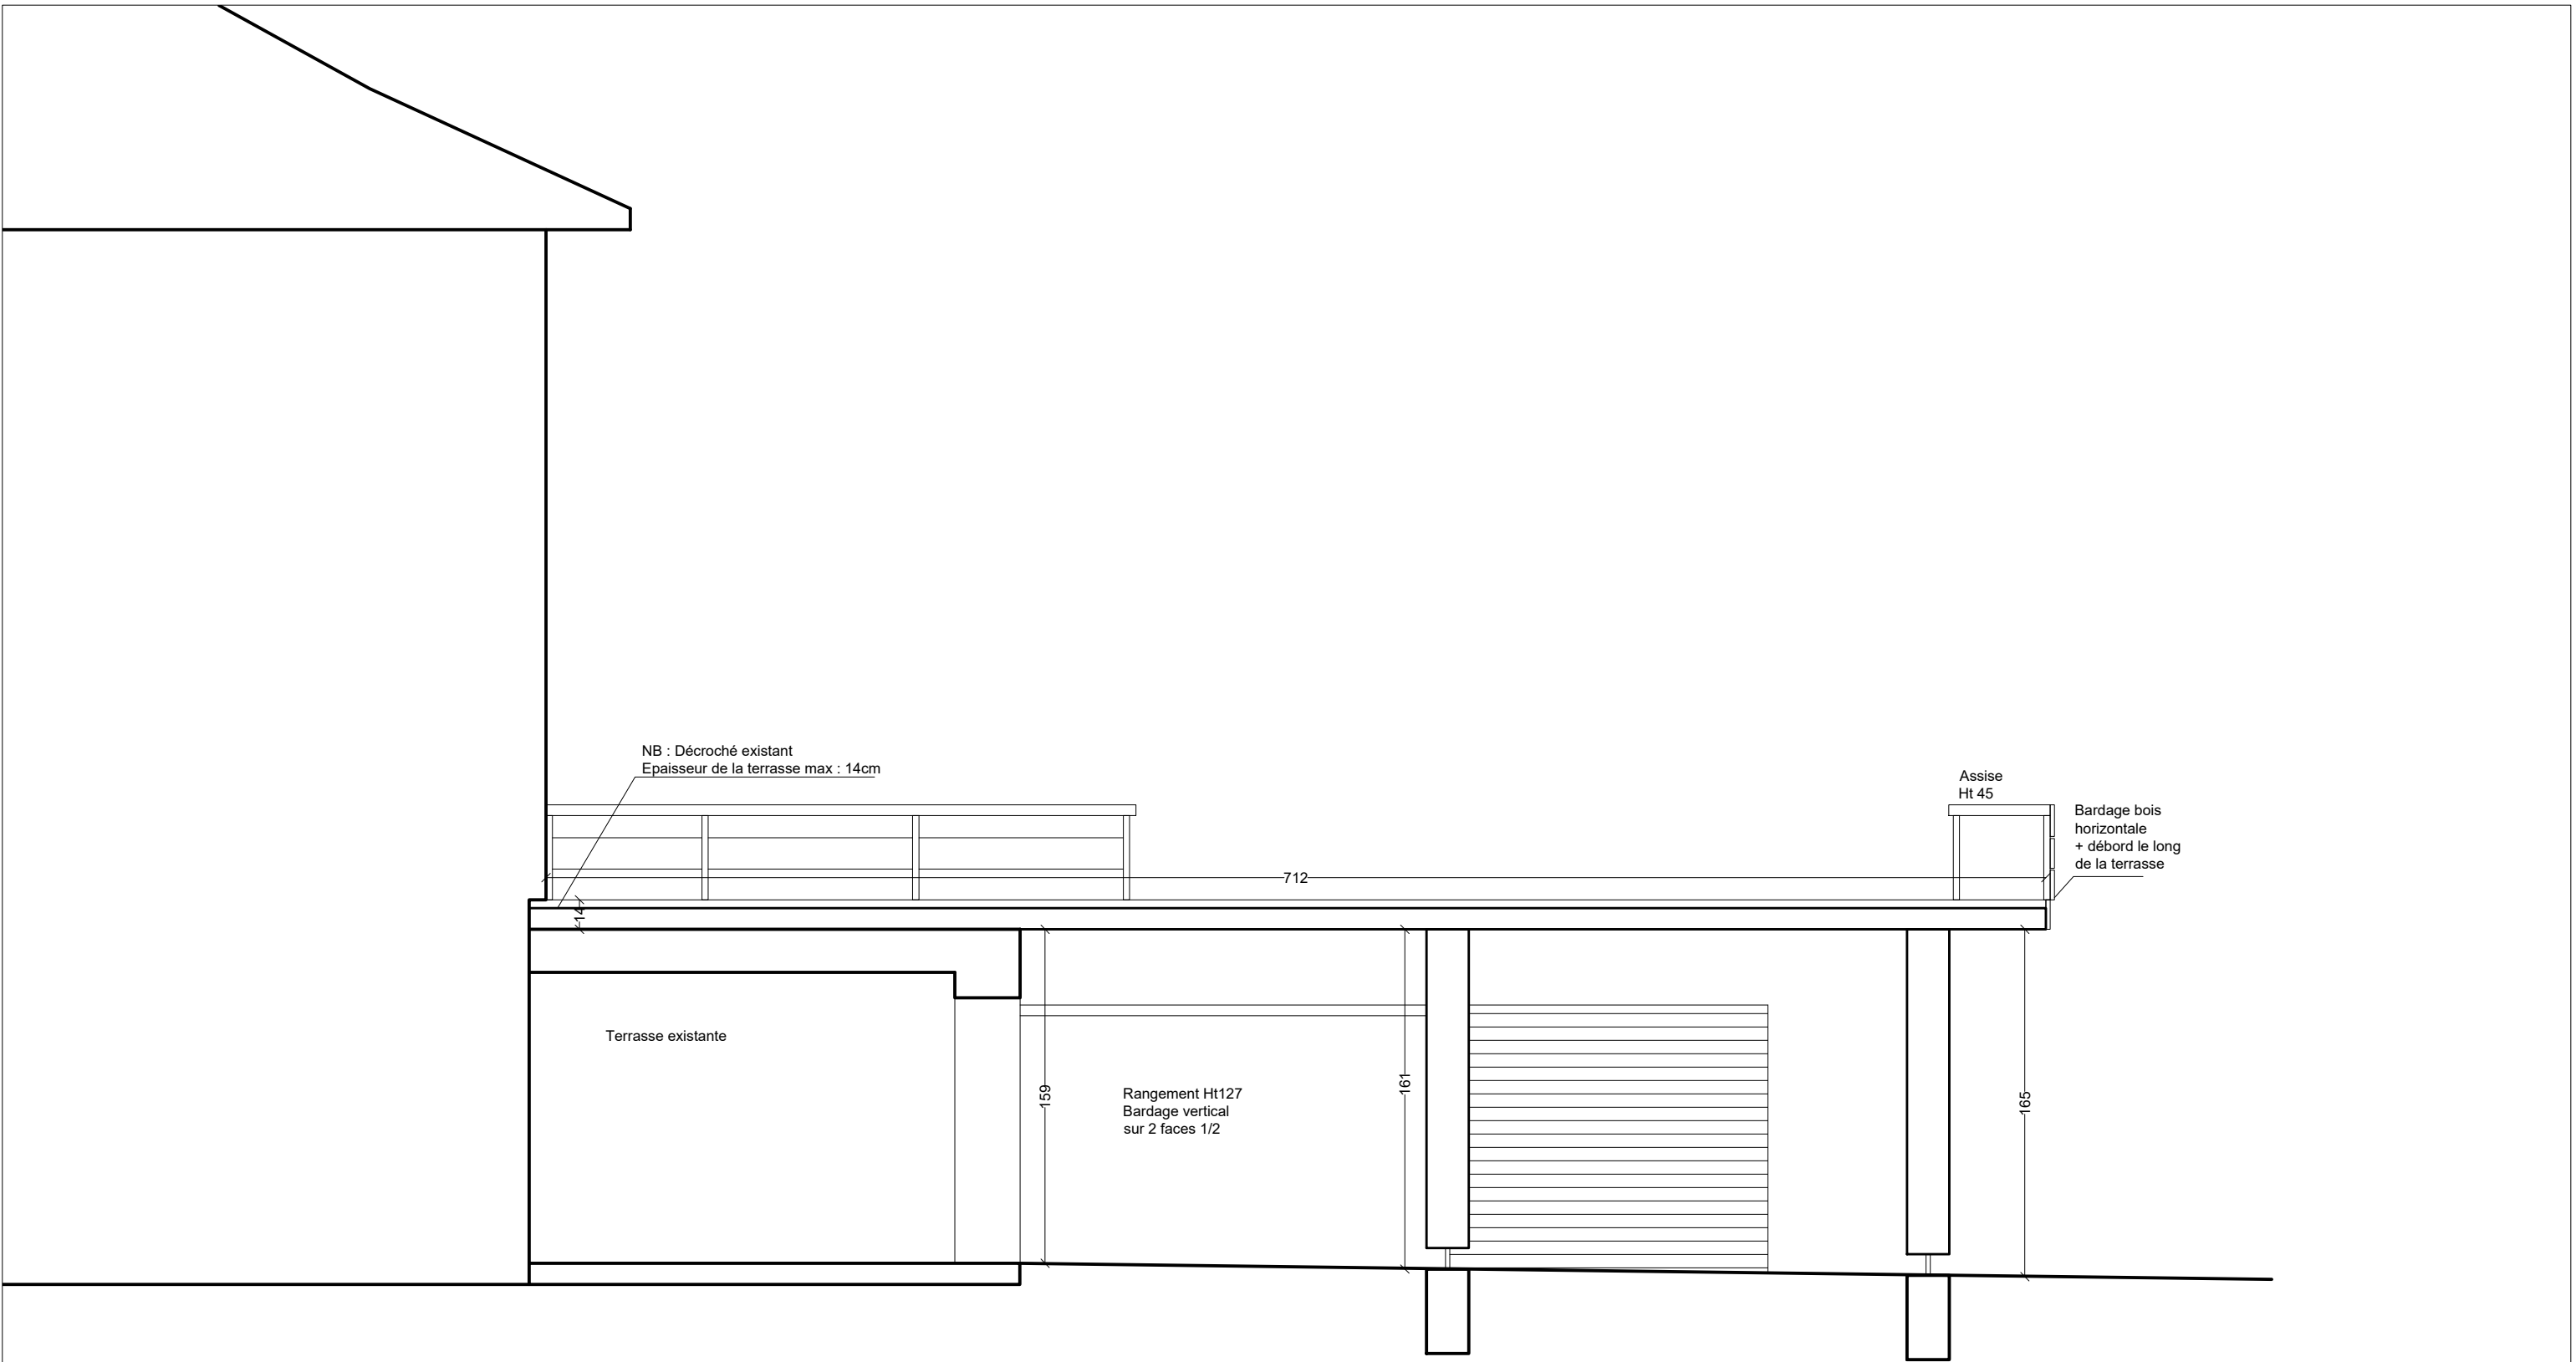 NB : Décroché existant
Epaisseur de la terrasse max : 14cm
Assise
Ht 45
Bardage bois
horizontale
+ débord le long
de la terrasse
712
14
Terrasse existante
159
Rangement Ht127
Bardage vertical
sur 2 faces 1/2
161
165